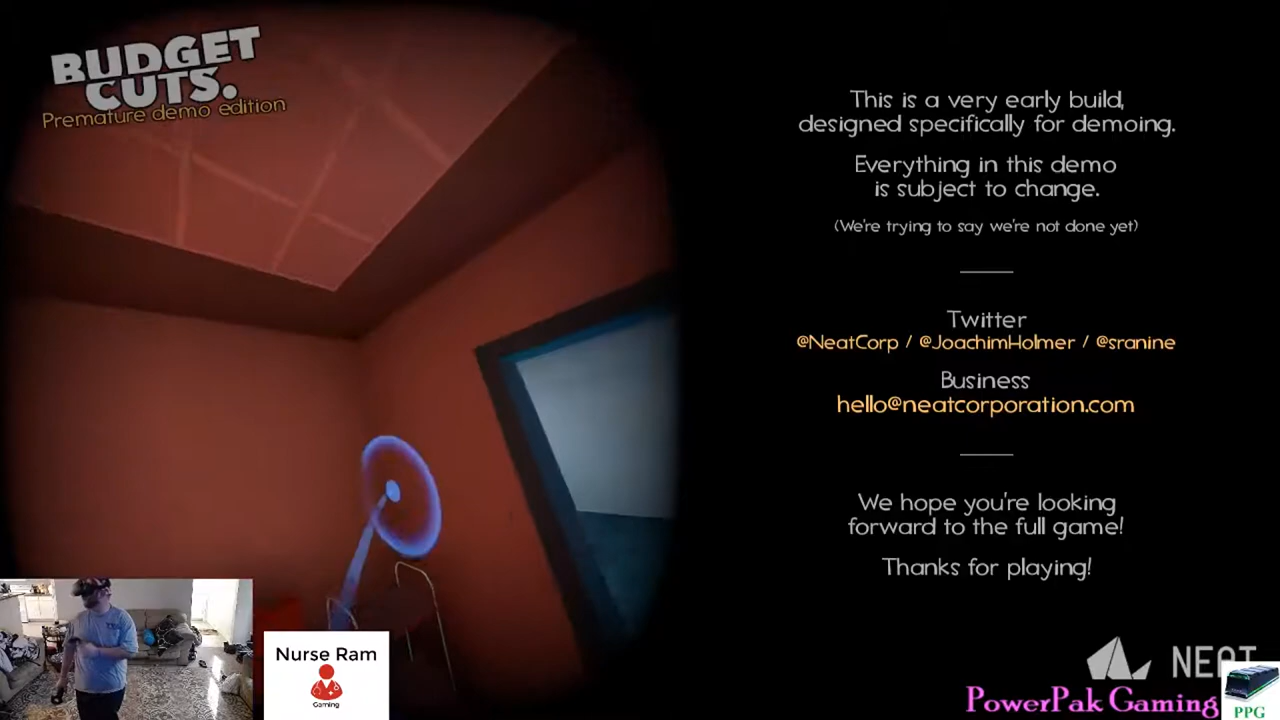 BUDGET
CUTS.
Premature demo edition
This is a very early build,
designed specifically for demoing.
Everything in this demo
is subject to change.
(We're trying to say we're not done yet)
Twitter
@NeatCorp / @JoachimHolmer / @sranine
Business
hello@neatcorporation.com
We hope you're looking
forward to the full game!
Thanks for playing!
Nurse Ram
Gaming
NEAT
PowerPak Gaming
PPG